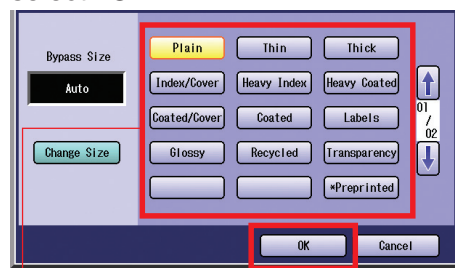 Bypass Size
Auto
Change Size
Plain Thin Thick
Index/Cover Heavy Index Heavy Coated
Coated/Cover Coated Labels
Glossy Recycled Transparency
*Preprinted
01
/
02
OK Cancel